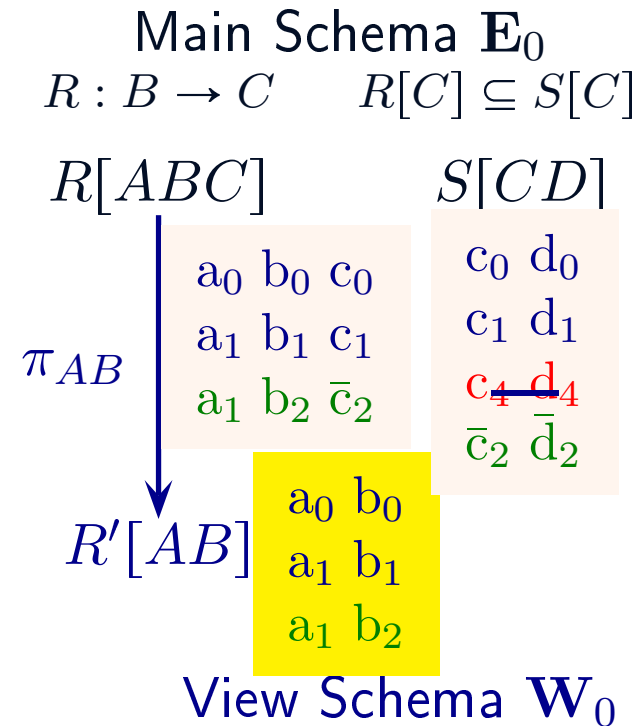 Main Schema E₀
R : B → C R[C] ⊆ S[C]
R[ABC] S[CD]
a₀ b₀ c₀ c₀ d₀
a₁ b₁ c₁ c₁ d₁
a₁ b₂ c̄₂ c₄ d₄
c̄₂ d̄₂
π_AB
a₀ b₀
R′[AB] a₁ b₁
a₁ b₂
View Schema W₀